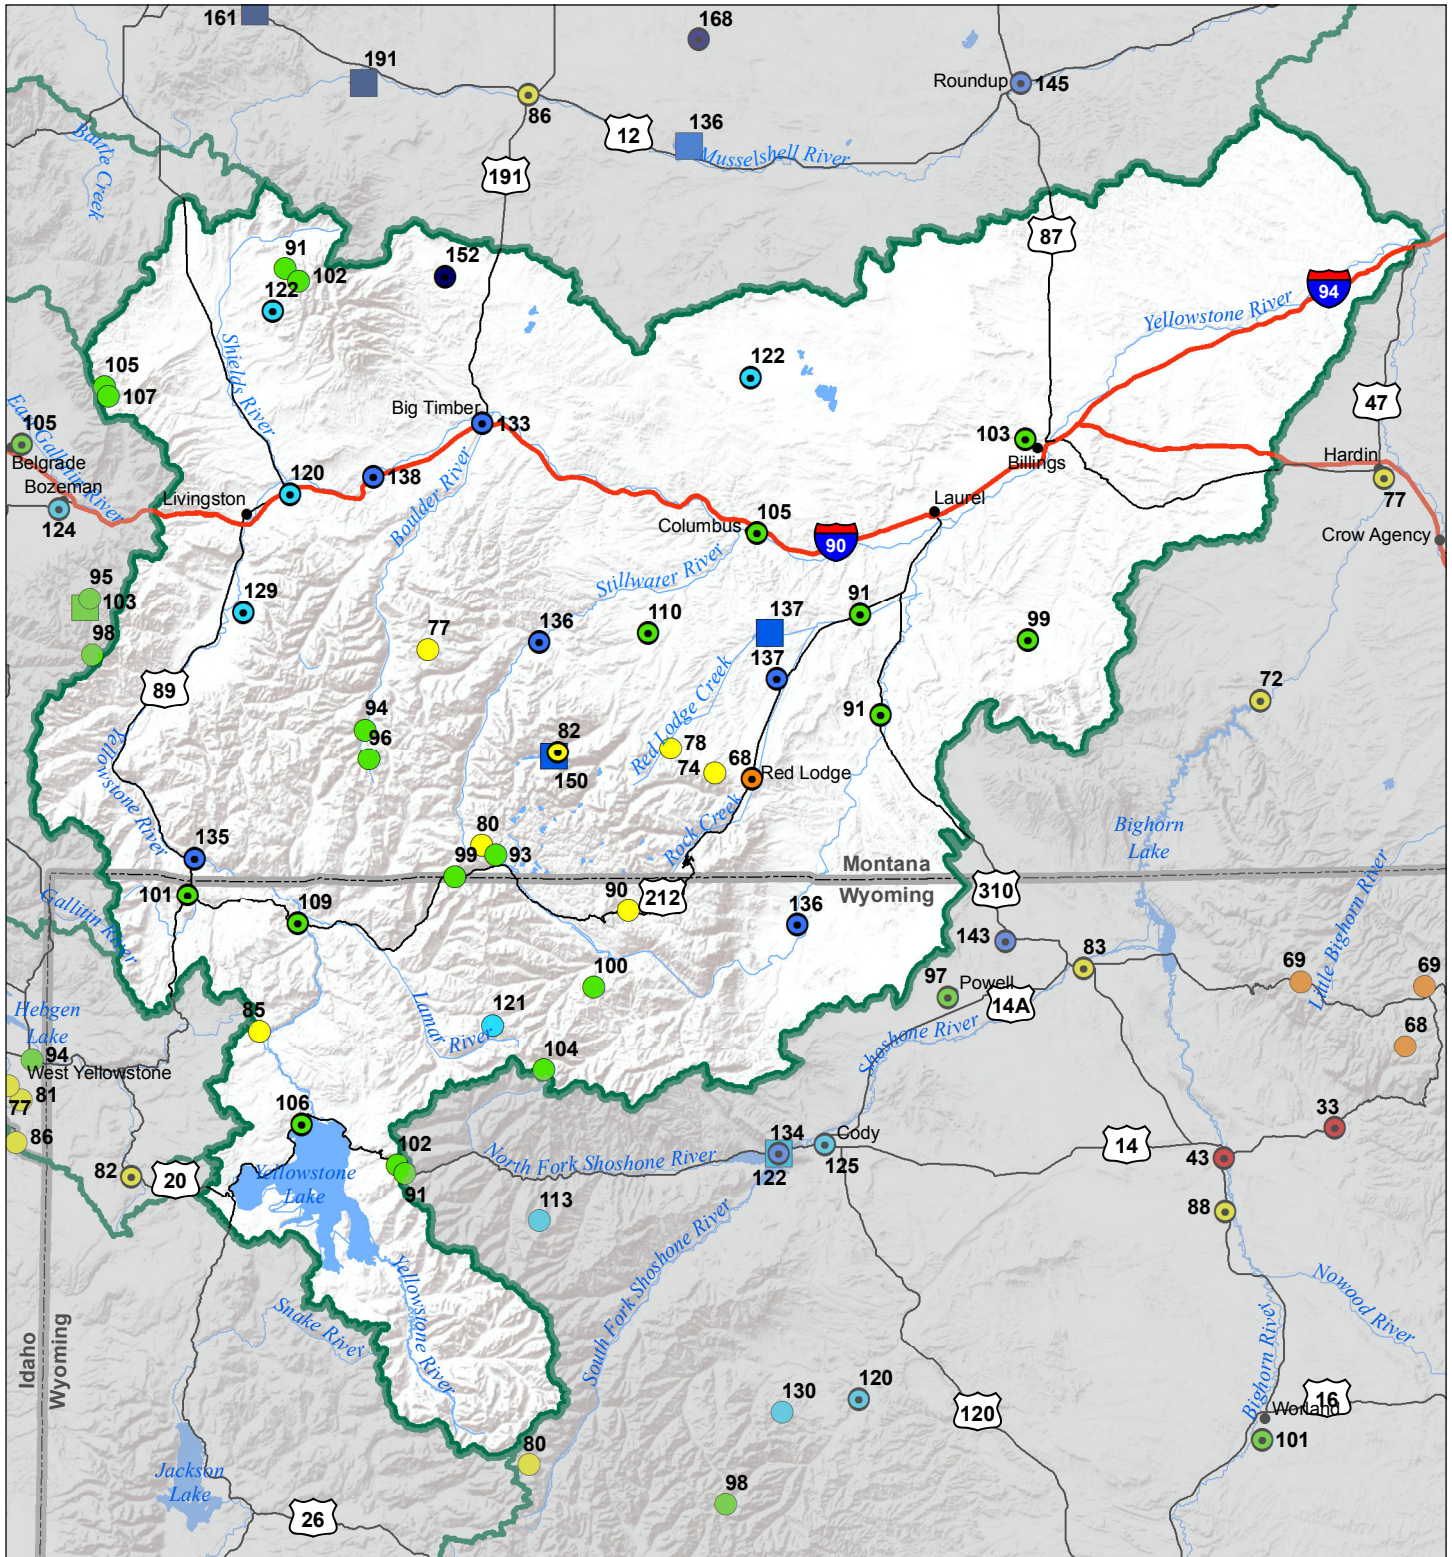 161
168
191
Roundup
145
86
12
136
Musselshell River
Battle Creek
191
87
91
102
152
122
94
Yellowstone River
Shields River
105
107
122
47
East Gallitin River
105
Belgrade
Big Timber
133
103
Billings
Hardin
77
Bozeman
124
Livingston
120
138
Boulder River
Laurel
Columbus
105
90
Crow Agency
Stillwater River
95
103
98
129
77
136
110
137
91
99
137
72
89
94
96
Red Lodge Creek
91
82
150
78
74
68
Red Lodge
Yellowstone River
Rock Creek
Bighorn
Lake
135
80
93
99
Montana
Wyoming
310
101
109
90
212
136
Gallitin River
143
83
Little Bighorn River
100
97
Powell
14A
69
69
Hebgen
Lake
85
121
Lamar River
Shoshone River
68
94
West Yellowstone
81
77
86
104
106
33
102
91
North Fork Shoshone River
134
122
Cody
125
14
43
82
20
Yellowstone
Lake
113
88
South Fork Shoshone River
Yellowstone River
Snake River
Nowood River
Idaho
Wyoming
Bighorn River
130
120
120
16
Worland
101
80
Jackson
Lake
98
26